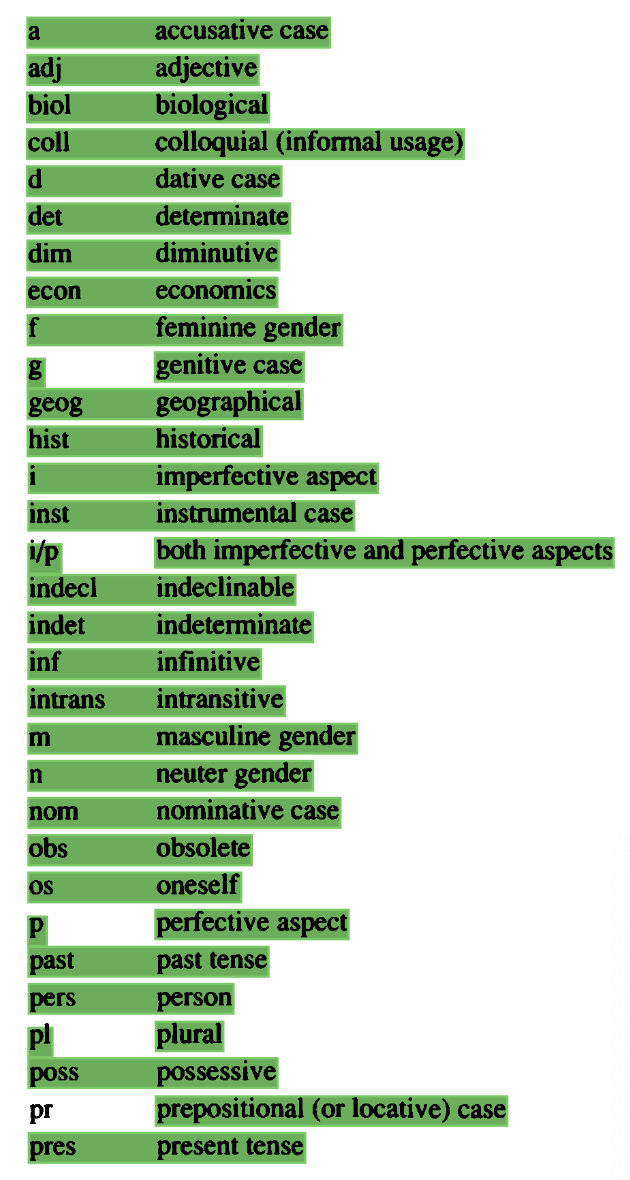 a accusative case
adj adjective
biol biological
coll colloquial (informal usage)
d dative case
det determinate
dim diminutive
econ economics
f feminine gender
g genitive case
geog geographical
hist historical
i imperfective aspect
inst instrumental case
i/p both imperfective and perfective aspects
indecl indeclinable
indet indeterminate
inf infinitive
intrans intransitive
m masculine gender
n neuter gender
nom nominative case
obs obsolete
os oneself
p perfective aspect
past past tense
pers person
pl plural
poss possessive
pr prepositional (or locative) case
pres present tense